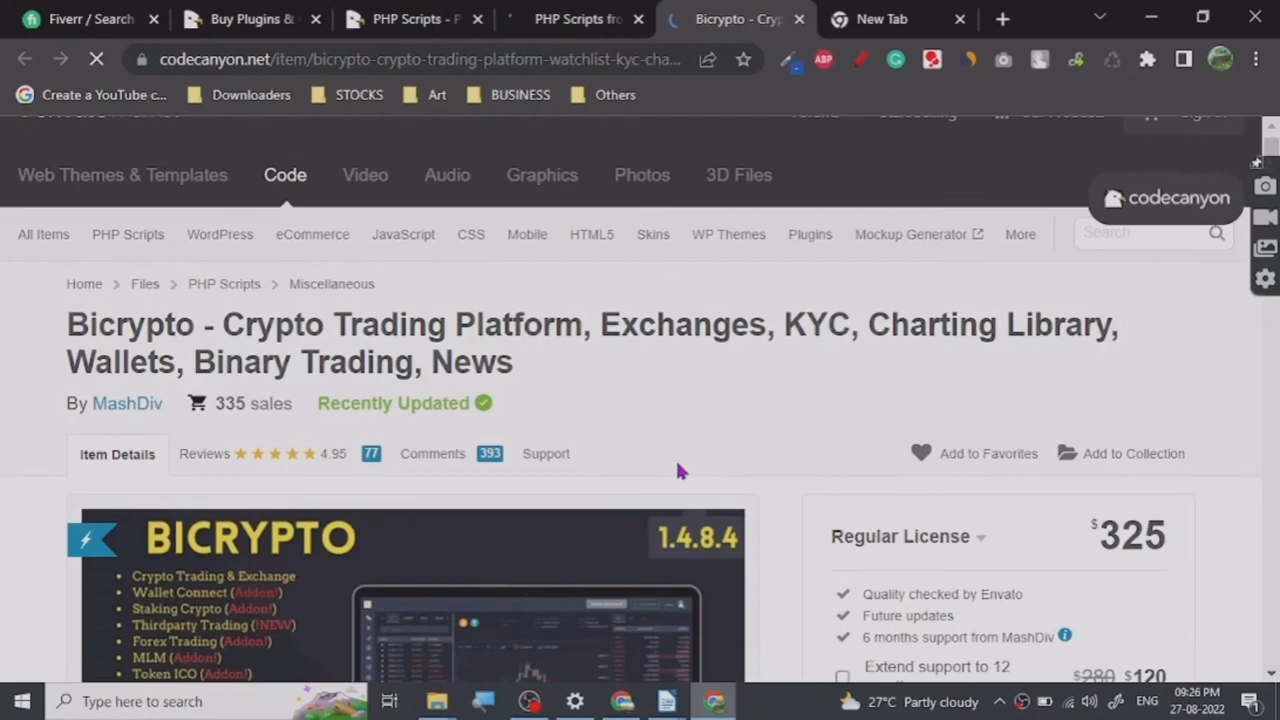 Fiverr / Search
Buy Plugins &
PHP Scripts - P
PHP Scripts fro
Bicrypto - Cryp
New Tab
codecanyon.net/item/bicrypto-crypto-trading-platform-watchlist-kyc-cha...
ABP
Create a YouTube c...
Downloaders
STOCKS
Art
BUSINESS
Others
Web Themes & Templates
Code
Video
Audio
Graphics
Photos
3D Files
codecanyon
All Items
PHP Scripts
WordPress
eCommerce
JavaScript
CSS
Mobile
HTML5
Skins
WP Themes
Plugins
Mockup Generator
More
Search
Home > Files > PHP Scripts > Miscellaneous
Bicrypto - Crypto Trading Platform, Exchanges, KYC, Charting Library,
Wallets, Binary Trading, News
By MashDiv 335 sales Recently Updated
Item Details
Reviews 4.95 77
Comments 393
Support
Add to Favorites
Add to Collection
BICRYPTO
1.4.8.4
• Crypto Trading & Exchange
• Wallet Connect (Addon!)
• Staking Crypto (Addon!)
• Thirdparty Trading (!NEW)
• Forex Trading (Addon!)
• MLM (Addon!)
• Token ICO (Addon!)
Regular License
$325
Quality checked by Envato
Future updates
6 months support from MashDiv
Extend support to 12
$280 $120
Type here to search
27°C Partly cloudy
ENG
09:26 PM
27-08-2022
1